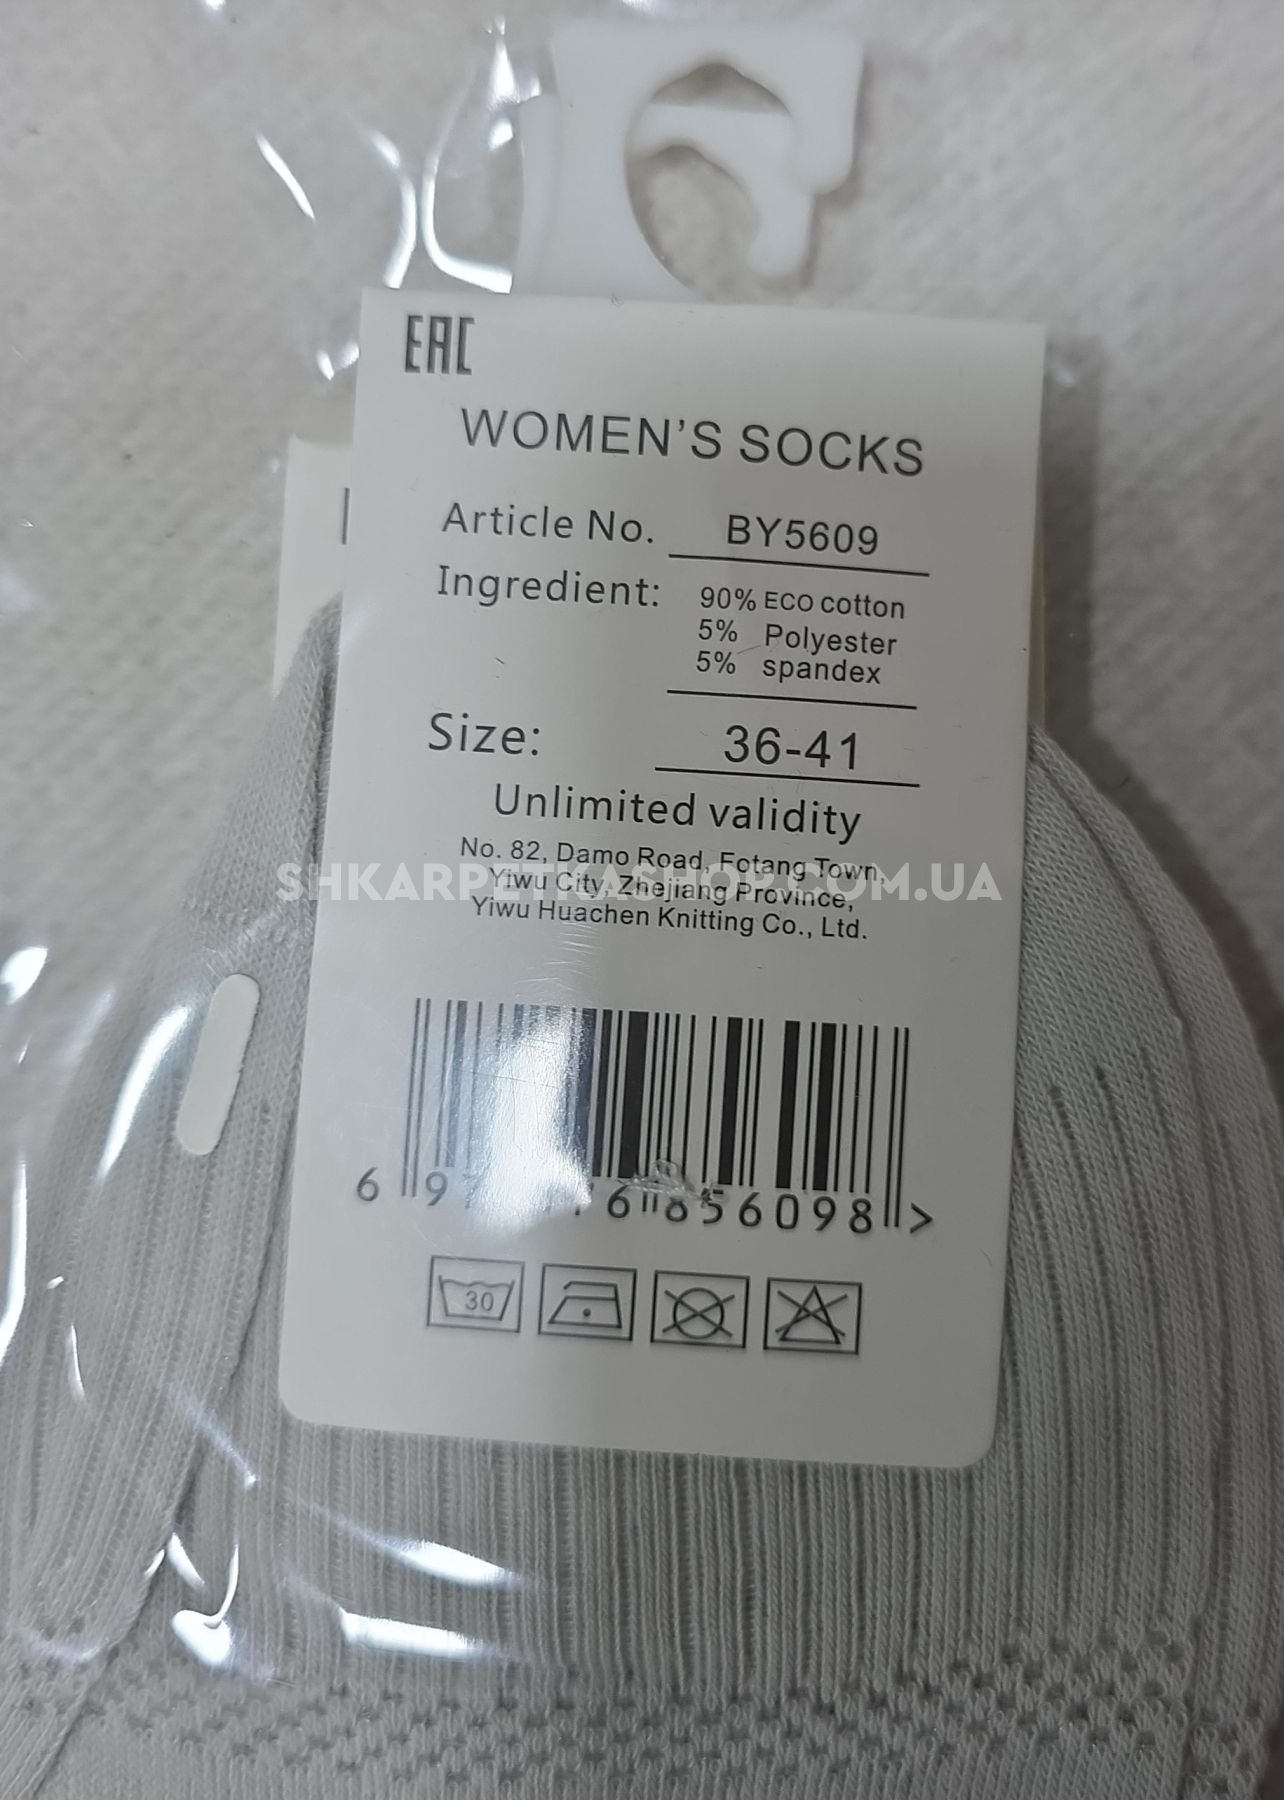 EAC
WOMEN'S SOCKS
Article No. BY5609
Ingredient: 90% ECO cotton
5% Polyester
5% spandex
Size: 36-41
Unlimited validity
No. 82, Damo Road, Fotang Town,
SHKARPETKASHOP.COM.UA
Yiwu City, Zhejiang Province,
Yiwu Huachen Knitting Co., Ltd.
856098>
30